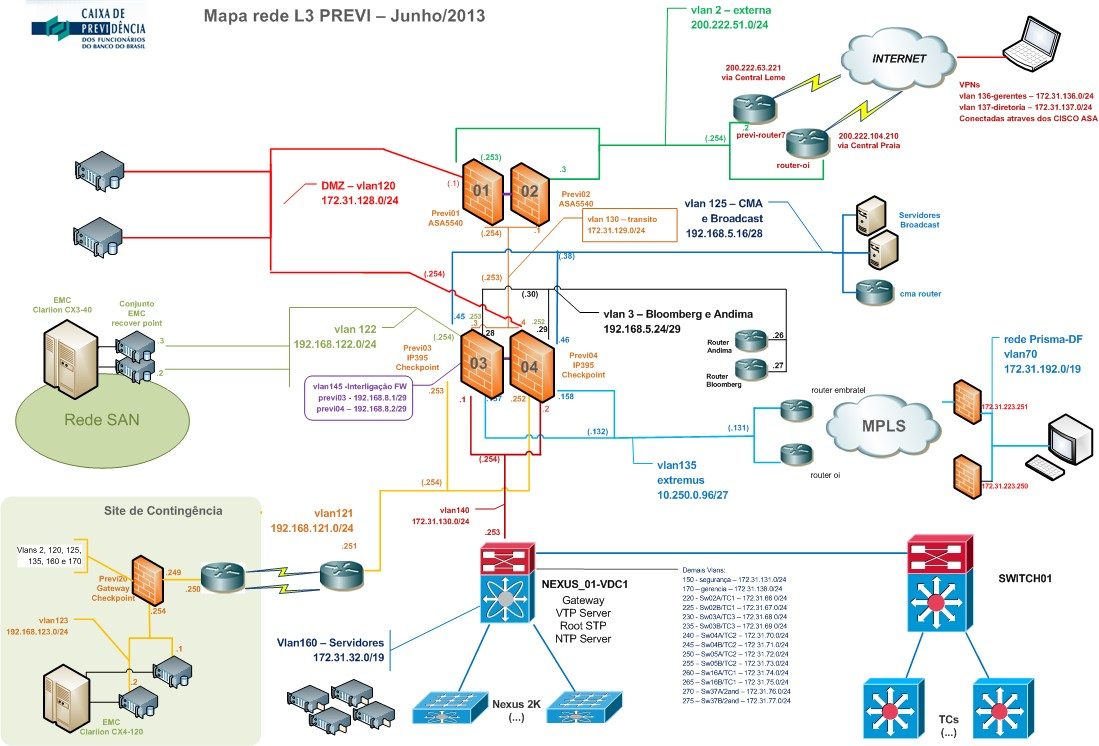 CAIXA DE
PREVIDÊNCIA
DOS FUNCIONÁRIOS
DO BANCO DO BRASIL
Mapa rede L3 PREVI – Junho/2013
vlan 2 – externa
200.222.51.0/24
INTERNET
200.222.63.221
via Central Leme
VPNs
vlan 136-gerentes – 172.31.136.0/24
vlan 137-diretoria – 172.31.137.0/24
Conectadas atraves dos CISCO ASA
.2
previ-router7
(.254)
200.222.104.210
via Central Praia
router-oi
(.253)
.3
(.1)
01
02
DMZ – vlan120
172.31.128.0/24
Previ01
ASA5540
Previ02
ASA5540
(.254)
.1
vlan 130 – transito
172.31.129.0/24
vlan 125 – CMA
e Broadcast
192.168.5.16/28
Servidores
Broadcast
cma router
(.38)
(.254)
(.253)
(.30)
vlan 3 – Bloomberg e Andima
192.168.5.24/29
Router
Andima
.26
Router
Bloomberg
.27
EMC
Clariion CX3-40
Conjunto
EMC
recover point
.3
.2
Rede SAN
vlan 122
192.168.122.0/24
.45
.253
.3
.28
.4
.252
.29
.46
(.254)
Previ03
IP395
Checkpoint
03
04
Previ04
IP395
Checkpoint
vlan145 -Interligação FW
previ03 - 192.168.8.1/29
previ04 – 192.168.8.2/29
.253
.1
.157
.252
.2
.158
rede Prisma-DF
vlan70
172.31.192.0/19
172.31.223.251
172.31.223.250
router embratel
MPLS
router oi
(.132)
(.131)
vlan135
extremus
10.250.0.96/27
(.254)
(.254)
vlan140
172.31.130.0/24
.253
vlan121
192.168.121.0/24
.251
Site de Contingência
Vlans 2, 120, 125,
135, 160 e 170
Previ20
Gateway
Checkpoint
.249
.250
.254
vlan123
192.168.123.0/24
.1
.2
EMC
Clariion CX4-120
NEXUS_01-VDC1
Gateway
VTP Server
Root STP
NTP Server
Vlan160 – Servidores
172.31.32.0/19
Nexus 2K
(...)
Demais Vlans:
150 - segurança – 172.31.131.0/24
170 – gerencia – 172.31.138.0/24
220 - Sw02A/TC1 – 172.31.66.0/24
225 – Sw02B/TC1 – 172.31.67.0/24
230 – Sw03A/TC3 – 172.31.68.0/24
235 – Sw03B/TC3 – 172.31.69.0/24
240 – Sw04A/TC2 – 172.31.70.0/24
245 – Sw04B/TC2 – 172.31.71.0/24
250 – Sw05A/TC2 – 172.31.72.0/24
255 – Sw05B/TC2 – 172.31.73.0/24
260 – Sw16A/TC1 – 172.31.74.0/24
265 – Sw16B/TC1 – 172.31.75.0/24
270 – Sw37A/2and – 172.31.76.0/24
275 – Sw37B/2and – 172.31.77.0/24
SWITCH01
TCs
(...)